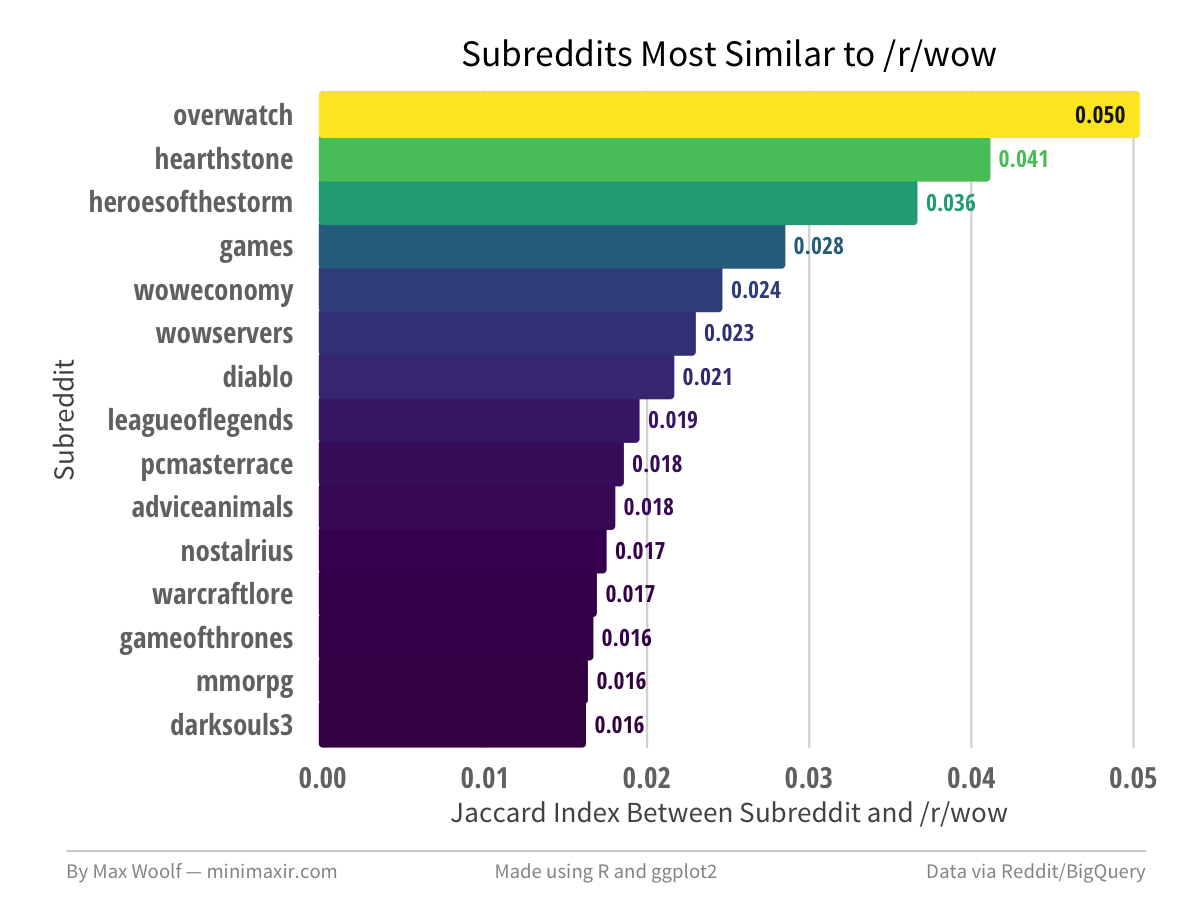 Subreddits Most Similar to /r/wow
overwatch 0.050
hearthstone 0.041
heroesofthestorm 0.036
games 0.028
woweconomy 0.024
wowservers 0.023
diablo 0.021
leagueoflegends 0.019
pcmasterrace 0.018
adviceanimals 0.018
nostalrius 0.017
warcraftlore 0.017
gameofthrones 0.016
mmorpg 0.016
darksouls3 0.016
Subreddit
0.00 0.01 0.02 0.03 0.04 0.05
Jaccard Index Between Subreddit and /r/wow
By Max Woolf — minimaxir.com Made using R and ggplot2 Data via Reddit/BigQuery